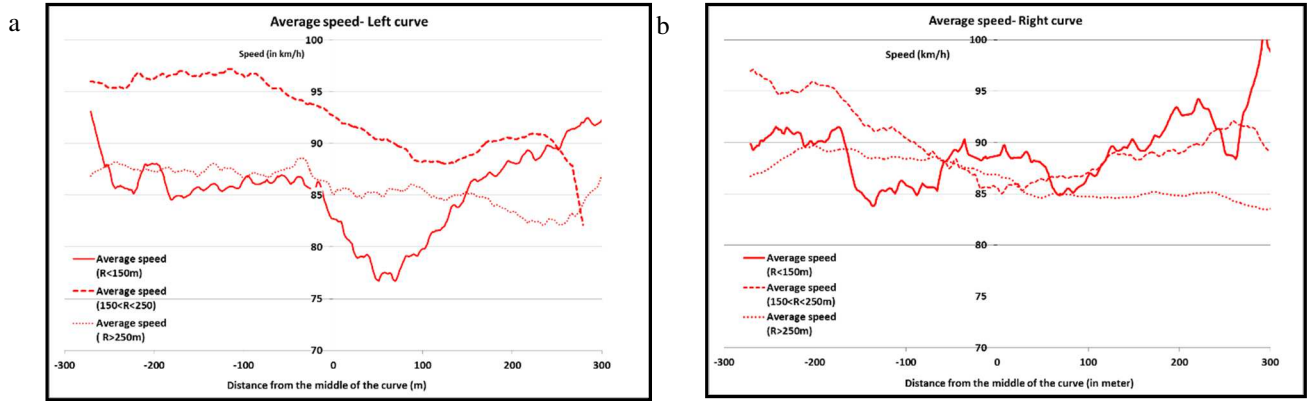 a
Average speed- Left curve
Speed (in km/h)
100
95
90
85
80
75
70
-300
-200
-100
0
100
200
300
Average speed
(R<150m)
Average speed
(150<R<250)
Average speed
( R>250m)
Distance from the middle of the curve (m)
b
Average speed- Right curve
Speed (km/h)
100
95
90
85
80
75
70
-300
-200
-100
0
100
200
300
Average speed
(R<150m)
Average speed
(150<R<250m)
Average speed
(R>250m)
Distance from the middle of the curve (in meter)